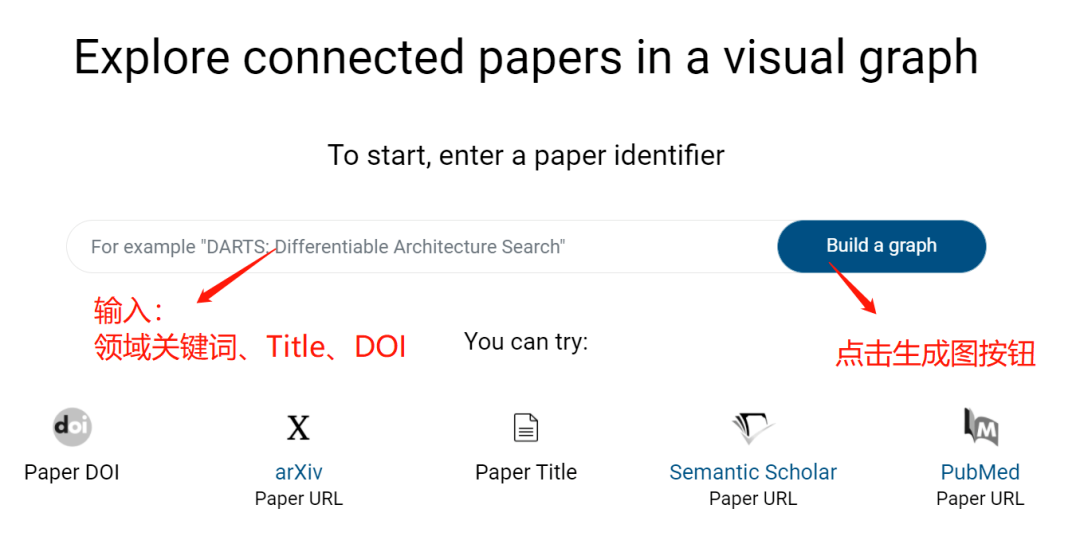 Explore connected papers in a visual graph
To start, enter a paper identifier
For example "DARTS: Differentiable Architecture Search"
Build a graph
输入：
领域关键词、Title、DOI
You can try:
点击生成图按钮
doi
Paper DOI
X
arXiv
Paper URL
Paper Title
Semantic Scholar
Paper URL
M
PubMed
Paper URL